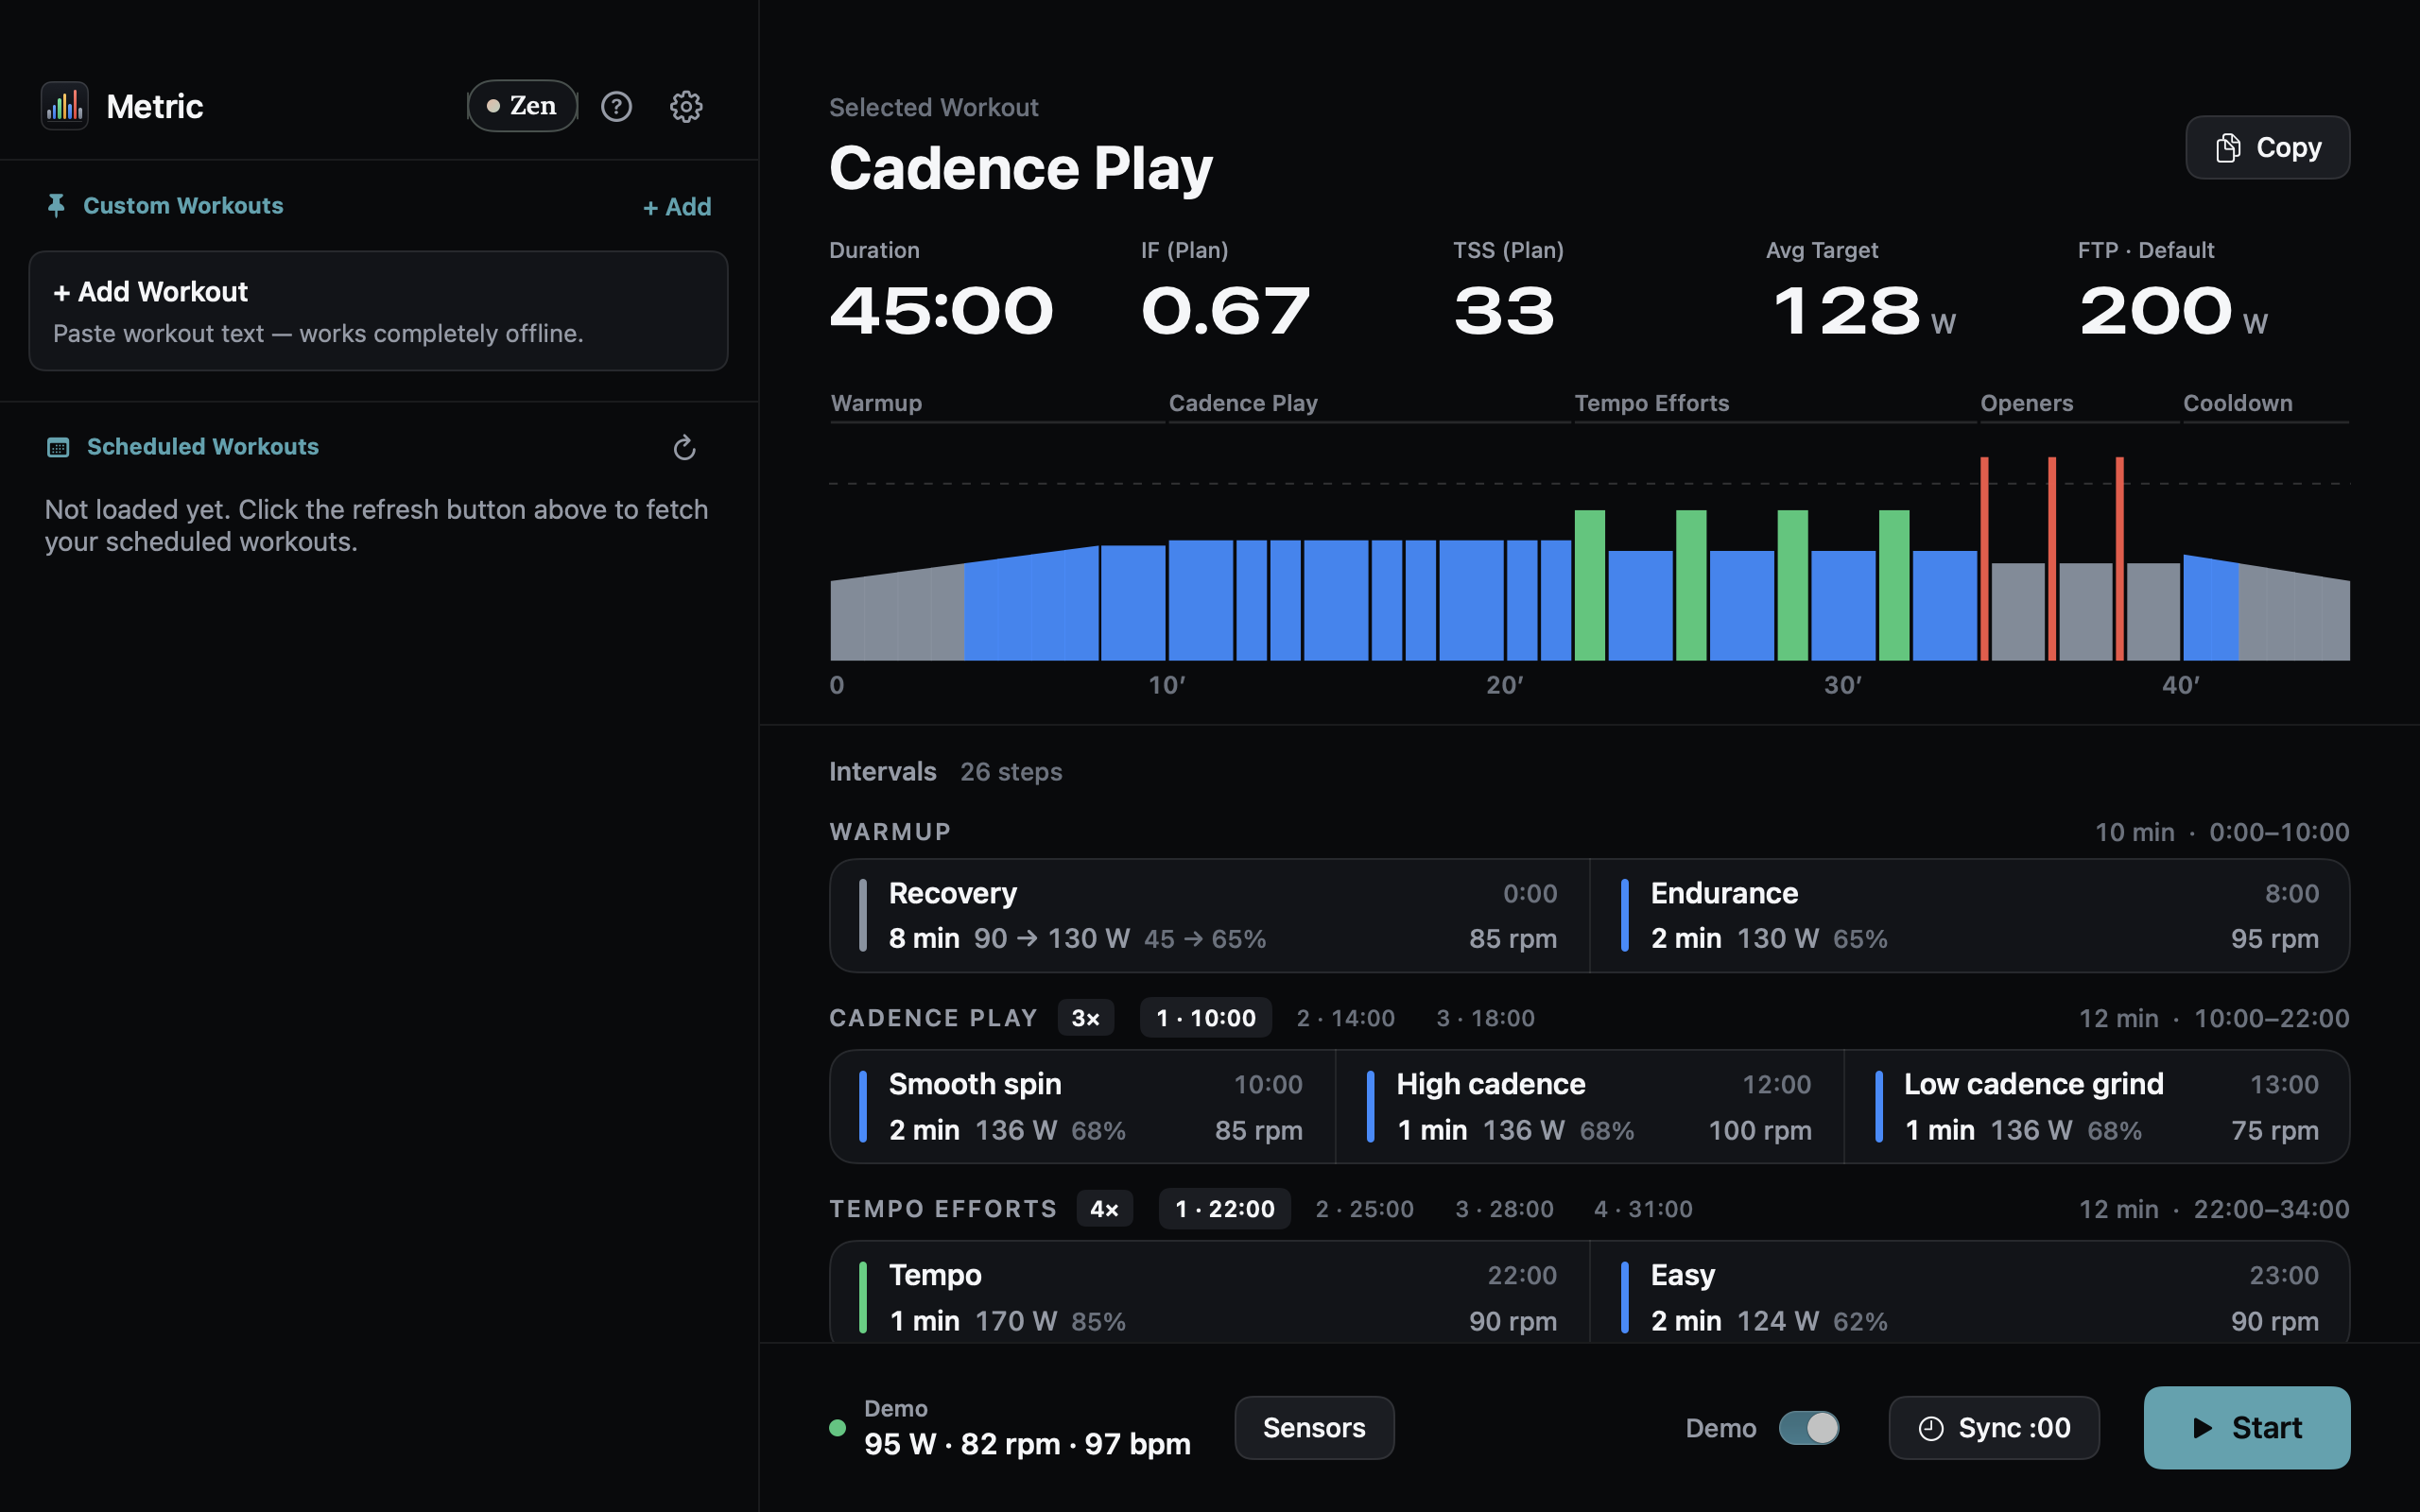 Metric
Zen
Custom Workouts
+ Add
+ Add Workout
Paste workout text — works completely offline.
Scheduled Workouts
Not loaded yet. Click the refresh button above to fetch
your scheduled workouts.
Selected Workout
Cadence Play
Copy
Duration
45:00
IF (Plan)
0.67
TSS (Plan)
33
Avg Target
128 W
FTP · Default
200 W
Warmup
Cadence Play
Tempo Efforts
Openers
Cooldown
0
10′
20′
30′
40′
Intervals 26 steps
WARMUP
10 min · 0:00–10:00
Recovery 0:00
8 min 90 → 130 W 45 → 65% 85 rpm
Endurance 8:00
2 min 130 W 65% 95 rpm
CADENCE PLAY 3× 1 · 10:00 2 · 14:00 3 · 18:00
12 min · 10:00–22:00
Smooth spin 10:00
2 min 136 W 68% 85 rpm
High cadence 12:00
1 min 136 W 68% 100 rpm
Low cadence grind 13:00
1 min 136 W 68% 75 rpm
TEMPO EFFORTS 4× 1 · 22:00 2 · 25:00 3 · 28:00 4 · 31:00
12 min · 22:00–34:00
Tempo 22:00
1 min 170 W 85% 90 rpm
Easy 23:00
2 min 124 W 62% 90 rpm
Demo
95 W · 82 rpm · 97 bpm
Sensors
Demo
Sync :00
Start